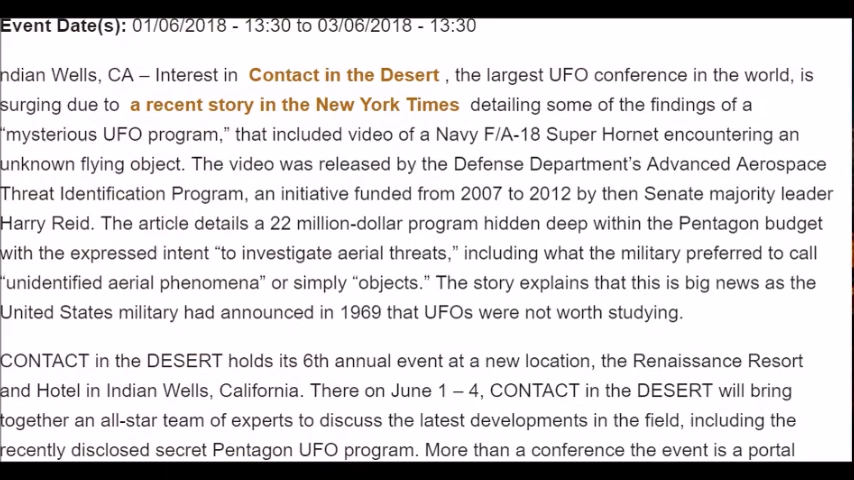 Event Date(s): 01/06/2018 - 13:30 to 03/06/2018 - 13:30
ndian Wells, CA – Interest in Contact in the Desert , the largest UFO conference in the world, is
surging due to a recent story in the New York Times detailing some of the findings of a
“mysterious UFO program,” that included video of a Navy F/A-18 Super Hornet encountering an
unknown flying object. The video was released by the Defense Department’s Advanced Aerospace
Threat Identification Program, an initiative funded from 2007 to 2012 by then Senate majority leader
Harry Reid. The article details a 22 million-dollar program hidden deep within the Pentagon budget
with the expressed intent “to investigate aerial threats,” including what the military preferred to call
“unidentified aerial phenomena” or simply “objects.” The story explains that this is big news as the
United States military had announced in 1969 that UFOs were not worth studying.
CONTACT in the DESERT holds its 6th annual event at a new location, the Renaissance Resort
and Hotel in Indian Wells, California. There on June 1 – 4, CONTACT in the DESERT will bring
together an all-star team of experts to discuss the latest developments in the field, including the
recently disclosed secret Pentagon UFO program. More than a conference the event is a portal